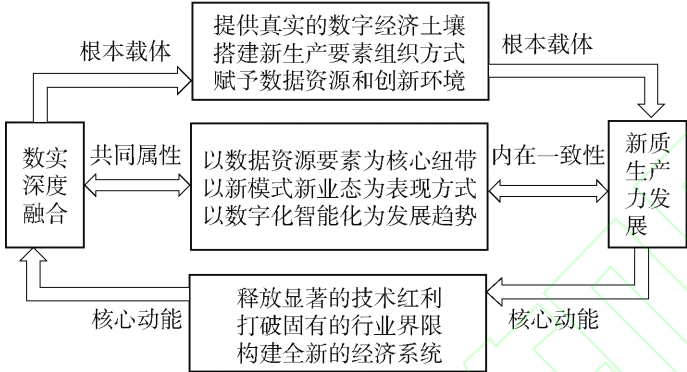 提供真实的数字经济土壤
搭建新生产要素组织方式
赋予数据资源和创新环境
根本载体
根本载体
数实
深度
融合
共同属性
以数据资源要素为核心纽带
以新模式新业态为表现方式
以数字化智能化为发展趋势
内在一致性
新质
生产
力发
展
核心动能
释放显著的技术红利
打破固有的行业界限
构建全新的经济系统
核心动能